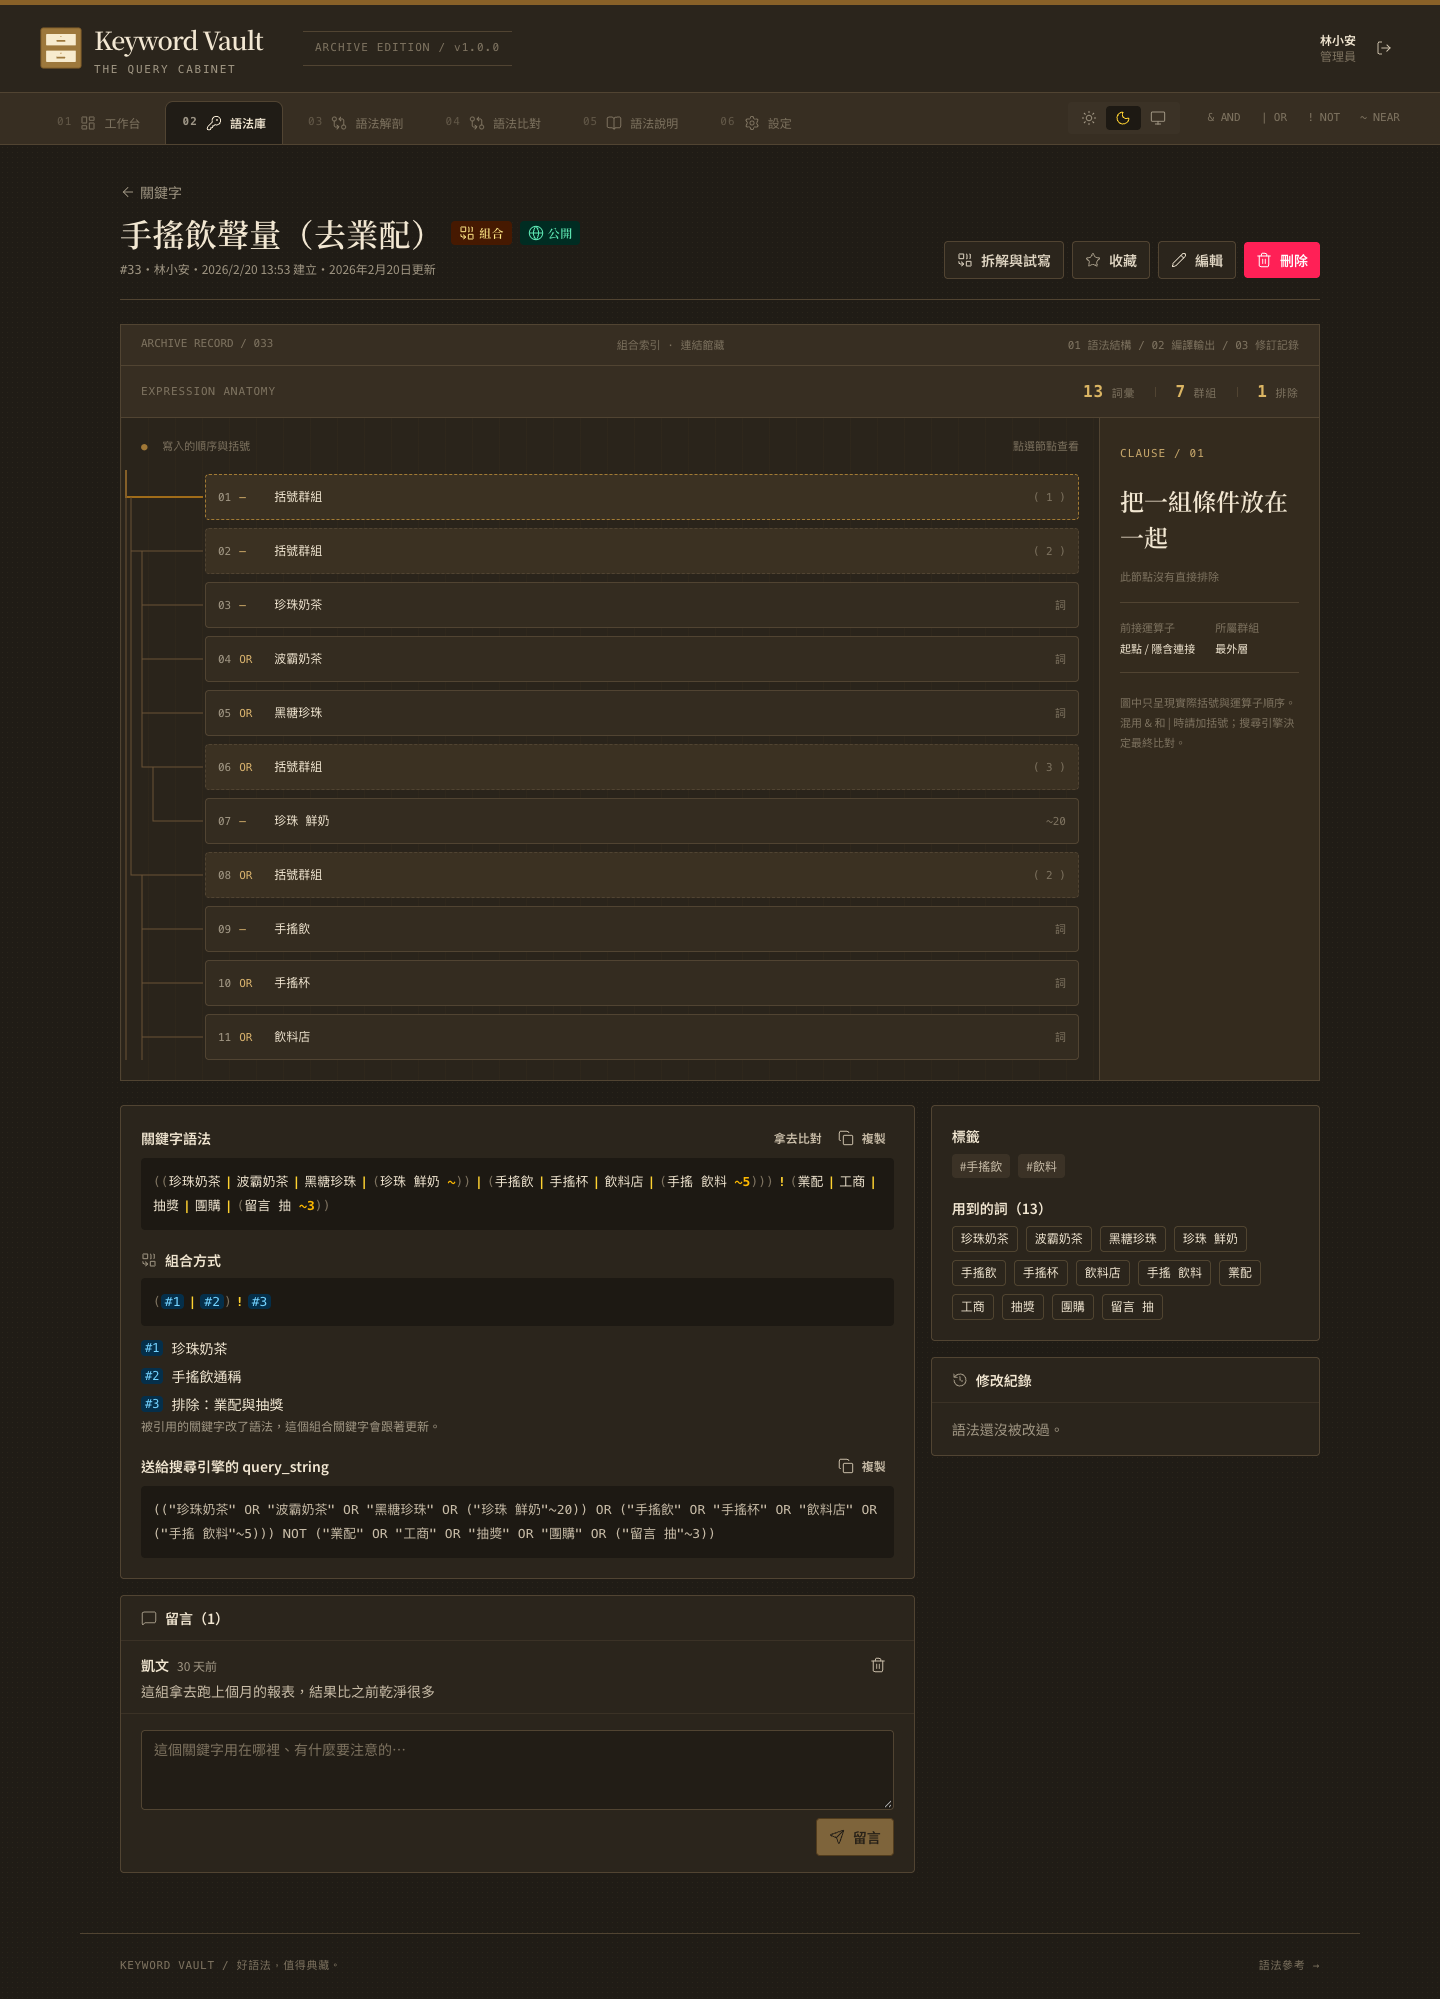 Keyword Vault
THE QUERY CABINET
ARCHIVE EDITION / v1.0.0
林小安
管理員
01 工作台
02 語法庫
03 語法解剖
04 語法比對
05 語法說明
06 設定
& AND | OR ! NOT ~ NEAR
← 關鍵字
手搖飲聲量（去業配） 組合 公開
#33・林小安・2026/2/20 13:53 建立・2026年2月20日更新
拆解與試寫 收藏 編輯 刪除
ARCHIVE RECORD / 033
組合索引 · 連結館藏
01 語法結構 / 02 編譯輸出 / 03 修訂記錄
EXPRESSION ANATOMY
13 詞彙 7 群組 1 排除
寫入的順序與括號
點選節點查看
01 — 括號群組 ( 1 )
02 — 括號群組 ( 2 )
03 — 珍珠奶茶 詞
04 OR 波霸奶茶 詞
05 OR 黑糖珍珠 詞
06 OR 括號群組 ( 3 )
07 — 珍珠 鮮奶 ~20
08 OR 括號群組 ( 2 )
09 — 手搖飲 詞
10 OR 手搖杯 詞
11 OR 飲料店 詞
CLAUSE / 01
把一組條件放在
一起
此節點沒有直接排除
前接運算子 所屬群組
起點 / 隱含連接 最外層
圖中只呈現實際括號與運算子順序。
混用 & 和 | 時請加括號；搜尋引擎決
定最終比對。
關鍵字語法
拿去比對 複製
((珍珠奶茶 | 波霸奶茶 | 黑糖珍珠 | (珍珠 鮮奶 ~)) | (手搖飲 | 手搖杯 | 飲料店 | (手搖 飲料 ~5))) ! (業配 | 工商 |
抽獎 | 團購 | (留言 抽 ~3))
組合方式
(#1 | #2) ! #3
#1 珍珠奶茶
#2 手搖飲通稱
#3 排除：業配與抽獎
被引用的關鍵字改了語法，這個組合關鍵字會跟著更新。
送給搜尋引擎的 query_string
複製
(("珍珠奶茶" OR "波霸奶茶" OR "黑糖珍珠" OR ("珍珠 鮮奶"~20)) OR ("手搖飲" OR "手搖杯" OR "飲料店" OR
("手搖 飲料"~5))) NOT ("業配" OR "工商" OR "抽獎" OR "團購" OR ("留言 抽"~3))
標籤
#手搖飲 #飲料
用到的詞（13）
珍珠奶茶 波霸奶茶 黑糖珍珠 珍珠 鮮奶
手搖飲 手搖杯 飲料店 手搖 飲料 業配
工商 抽獎 團購 留言 抽
修改紀錄
語法還沒被改過。
留言（1）
凱文 30 天前
這組拿去跑上個月的報表，結果比之前乾淨很多
這個關鍵字用在哪裡、有什麼要注意的…
留言
KEYWORD VAULT / 好語法，值得典藏。
語法參考 →